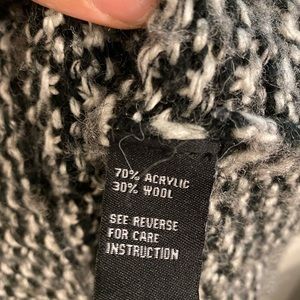 70% ACRYLIC
30% WOOL
SEE REVERSE
FOR CARE
INSTRUCTION